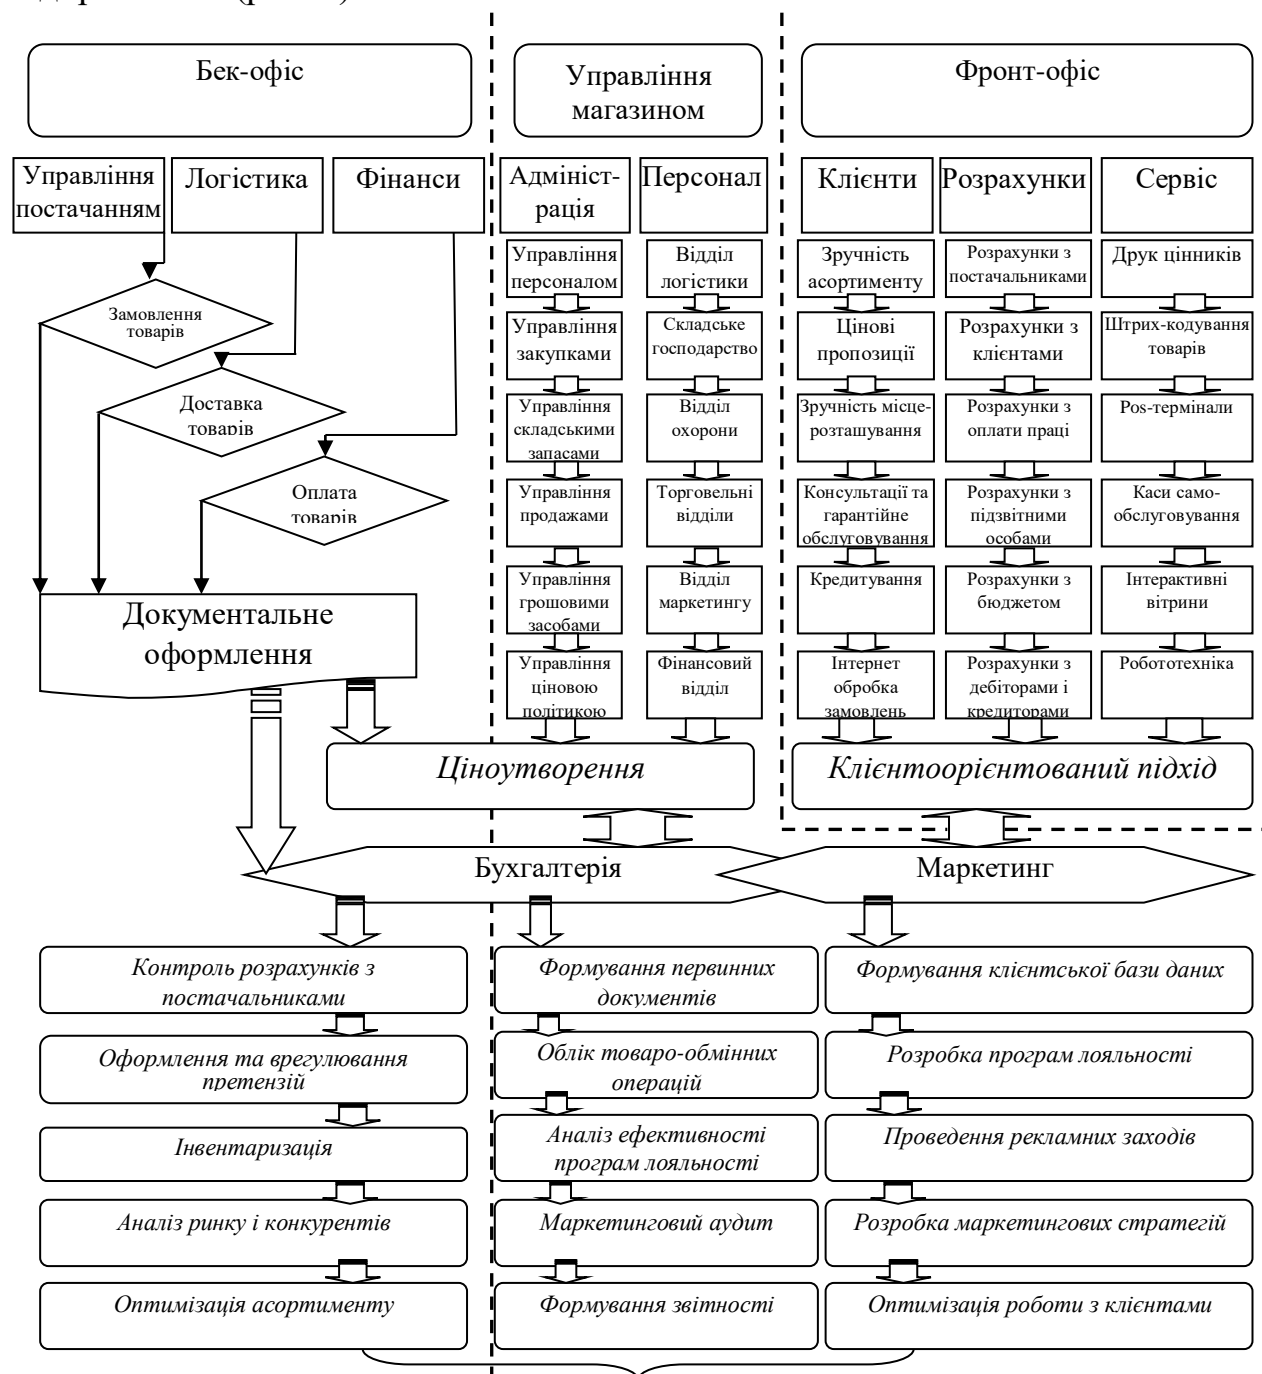 Бек-офіс
Управління
магазином
Фронт-офіс
Управління
постачанням
Логістика
Фінанси
Адмініст-
рація
Персонал
Клієнти
Розрахунки
Сервіс
Замовлення
товарів
Доставка
товарів
Оплата
товарів
Документальне
оформлення
Управління
персоналом
Управління
закупками
Управління
складськими
запасами
Управління
продажами
Управління
грошовими
засобами
Управління
ціновою
політикою
Відділ
логістики
Складське
господарство
Відділ
охорони
Торговельні
відділи
Відділ
маркетингу
Фінансовий
відділ
Зручність
асортименту
Цінові
пропозиції
Зручність місце-
розташування
Консультації та
гарантійне
обслуговування
Кредитування
Інтернет
обробка
замовлень
Розрахунки з
постачальниками
Розрахунки з
клієнтами
Розрахунки з
оплати праці
Розрахунки з
підзвітними
особами
Розрахунки з
бюджетом
Розрахунки з
дебіторами і
кредиторами
Друк цінників
Штрих-кодування
товарів
Pos-термінали
Каси само-
обслуговування
Інтерактивні
вітрини
Робототехніка
Ціноутворення
Клієнтоорієнтований підхід
Бухгалтерія
Маркетинг
Контроль розрахунків з
постачальниками
Оформлення та врегулювання
претензій
Інвентаризація
Аналіз ринку і конкурентів
Оптимізація асортименту
Формування первинних
документів
Облік товаро-обмінних
операцій
Аналіз ефективності
програм лояльності
Маркетинговий аудит
Формування звітності
Формування клієнтської бази даних
Розробка програм лояльності
Проведення рекламних заходів
Розробка маркетингових стратегій
Оптимізація роботи з клієнтами